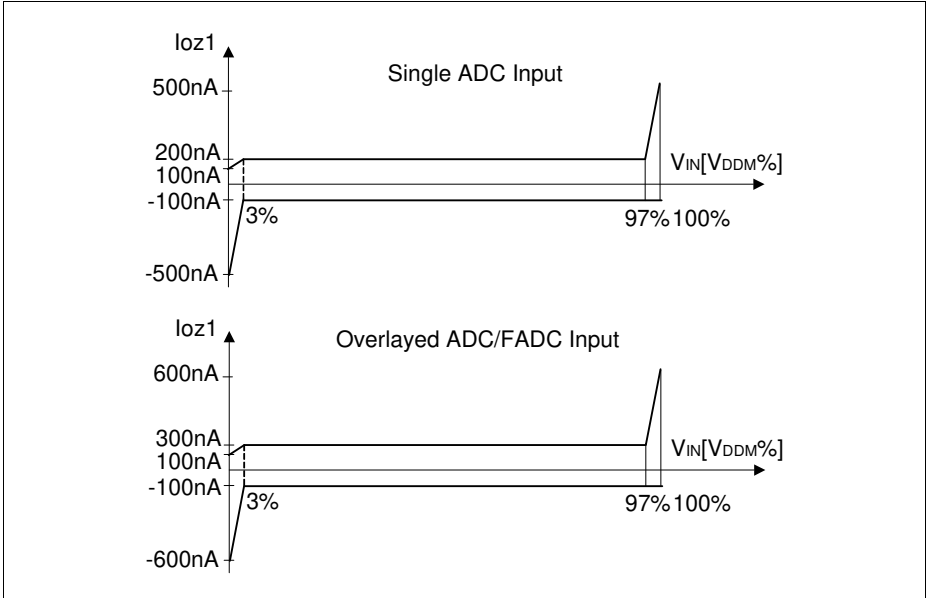 Ioz1
Single ADC Input
500nA
200nA
VIN[VDDM%]
100nA
-100nA
3%
97% 100%
-500nA
Ioz1
Overlayed ADC/FADC Input
600nA
300nA
VIN[VDDM%]
100nA
-100nA
3%
97% 100%
-600nA